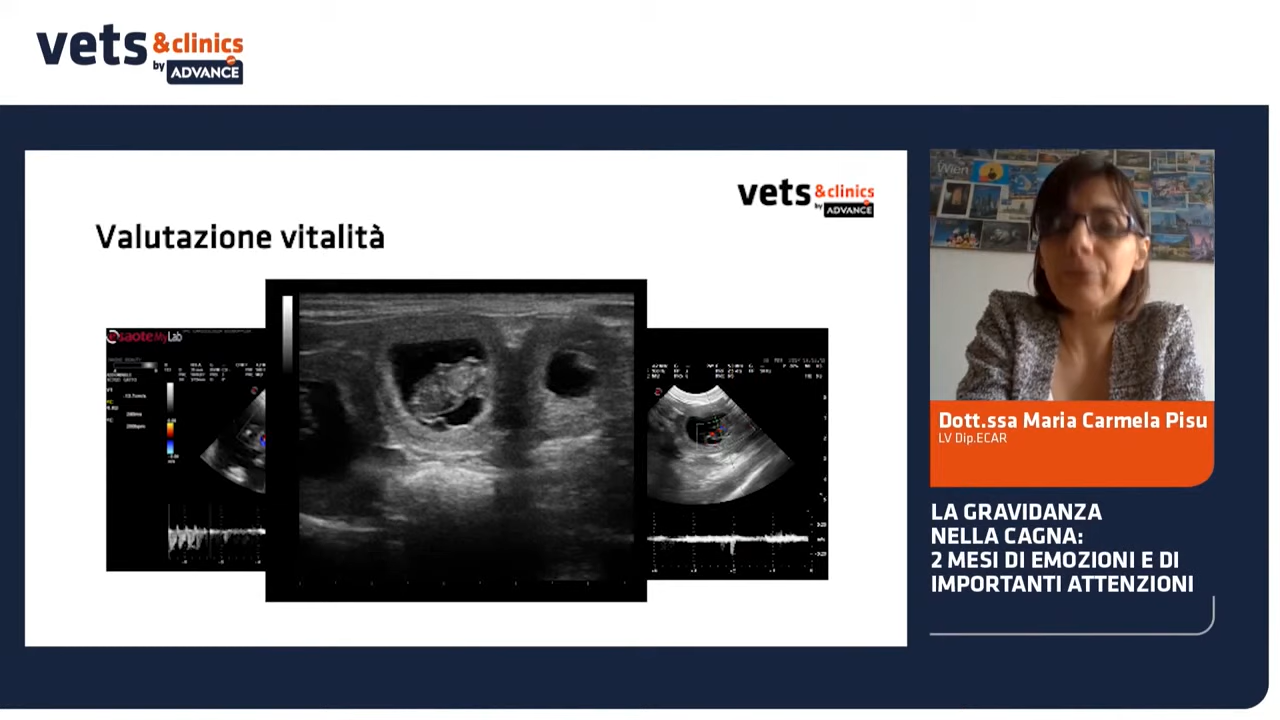 vets &clinics
by ADVANCE
vets &clinics
by ADVANCE
Valutazione vitalità
esaote MyLab
Wien
Dott.ssa Maria Carmela Pisu
LV Dip.ECAR
LA GRAVIDANZA
NELLA CAGNA:
2 MESI DI EMOZIONI E DI
IMPORTANTI ATTENZIONI